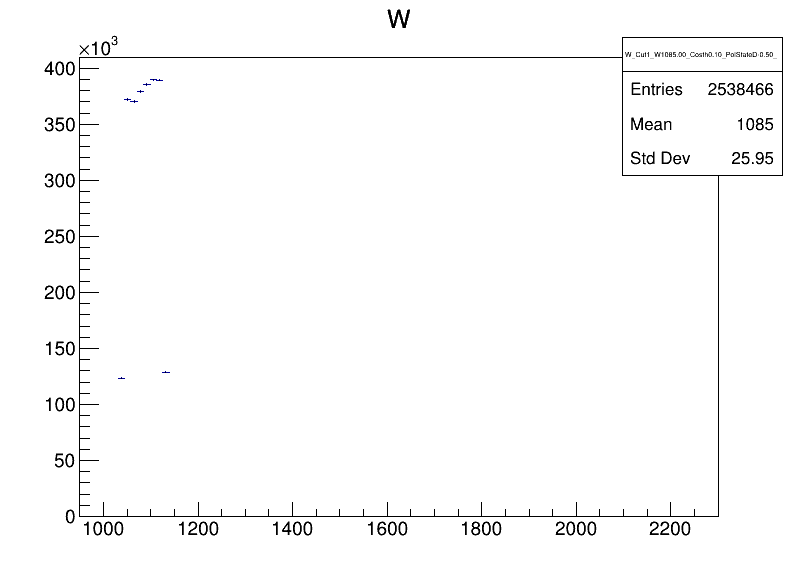 W
×10³
W_Cut1_W1085.00_Costh0.10_PolStateD-0.50_
Entries 2538466
Mean 1085
Std Dev 25.95
400
350
300
250
200
150
100
50
0
1000 1200 1400 1600 1800 2000 2200